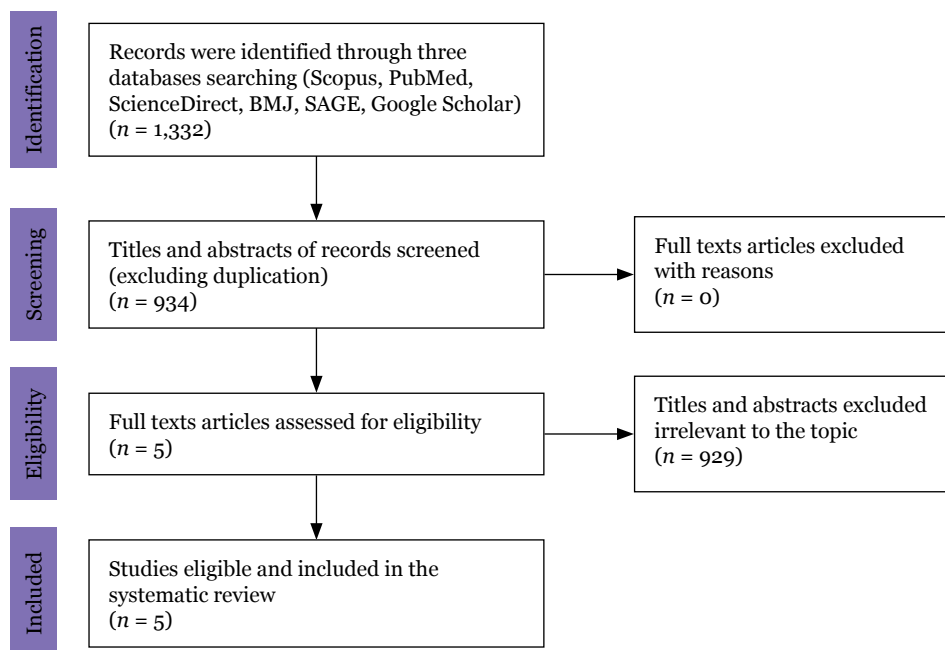 Identification
Records were identified through three
databases searching (Scopus, PubMed,
ScienceDirect, BMJ, SAGE, Google Scholar)
(n = 1,332)
Screening
Titles and abstracts of records screened
(excluding duplication)
(n = 934)
Full texts articles excluded
with reasons
(n = 0)
Eligibility
Full texts articles assessed for eligibility
(n = 5)
Titles and abstracts excluded
irrelevant to the topic
(n = 929)
Included
Studies eligible and included in the
systematic review
(n = 5)